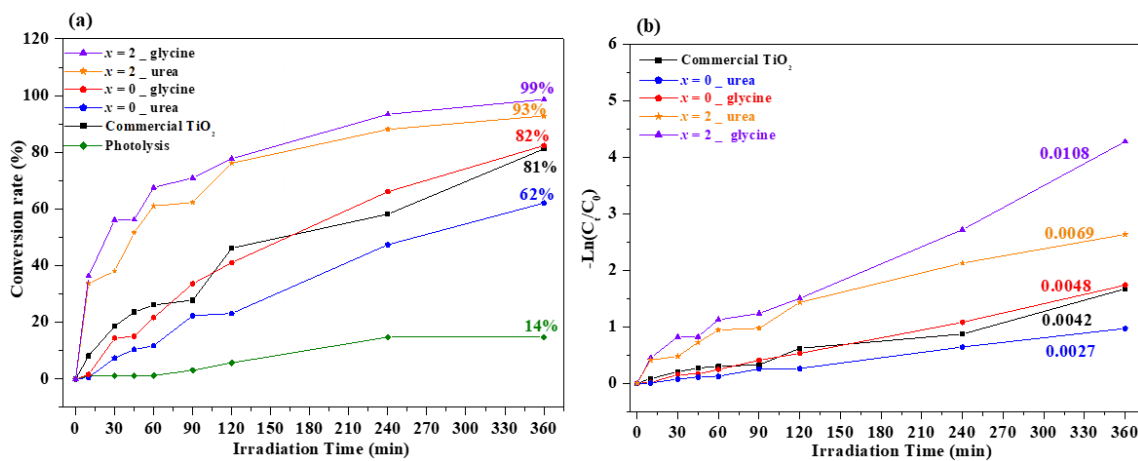 (a)
120
100
80
60
40
20
0
Conversion rate (%)
x = 2 _ glycine
x = 2 _ urea
x = 0 _ glycine
x = 0 _ urea
Commercial TiO₂
Photolysis
99%
93%
82%
81%
62%
14%
0 30 60 90 120 150 180 210 240 270 300 330 360
Irradiation Time (min)
(b)
6
5
4
3
2
1
0
-Ln(Cₜ/C₀)
Commercial TiO₂
x = 0 _ urea
x = 0 _ glycine
x = 2 _ urea
x = 2 _ glycine
0.0108
0.0069
0.0048
0.0042
0.0027
0 30 60 90 120 150 180 210 240 270 300 330 360
Irradiation Time (min)